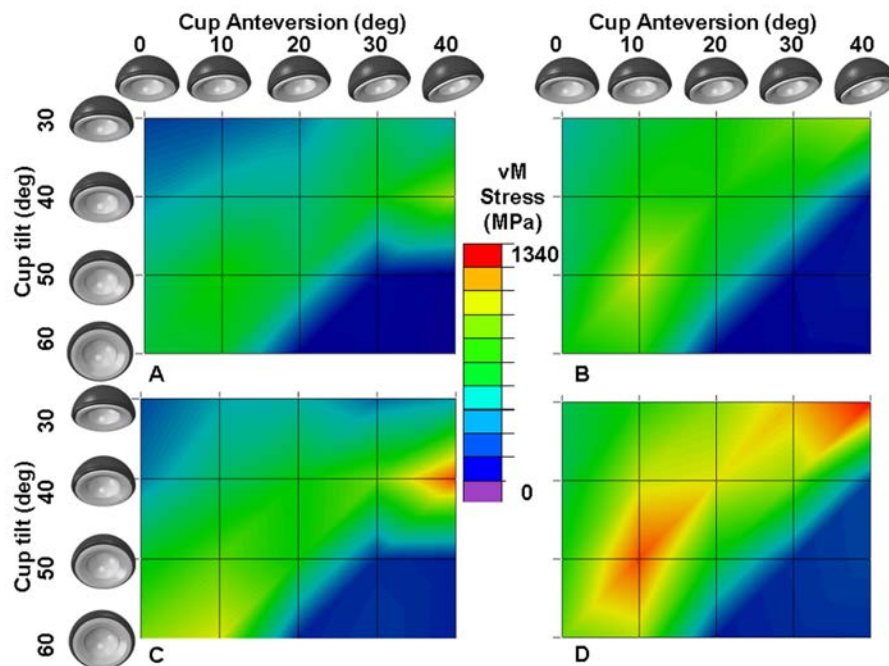 Cup Anteversion (deg)
0 10 20 30 40
Cup Anteversion (deg)
0 10 20 30 40
Cup tilt (deg)
30
40
50
60
vM
Stress
(MPa)
1340
0
A
B
Cup tilt (deg)
30
40
50
60
C
D